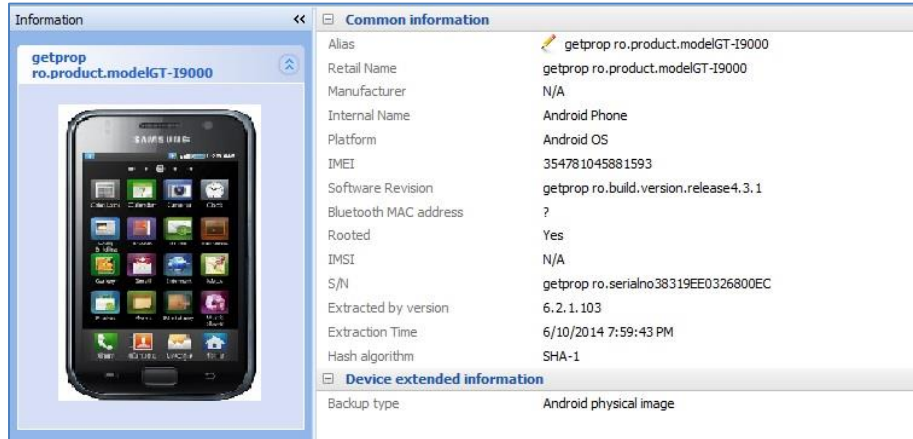 Information
getprop
ro.product.modelGT-I9000
SAMSUNG
Common information
Alias getprop ro.product.modelGT-I9000
Retail Name getprop ro.product.modelGT-I9000
Manufacturer N/A
Internal Name Android Phone
Platform Android OS
IMEI 354781045881593
Software Revision getprop ro.build.version.release4.3.1
Bluetooth MAC address ?
Rooted Yes
IMSI N/A
S/N getprop ro.serialno38319EE0326800EC
Extracted by version 6.2.1.103
Extraction Time 6/10/2014 7:59:43 PM
Hash algorithm SHA-1
Device extended information
Backup type Android physical image